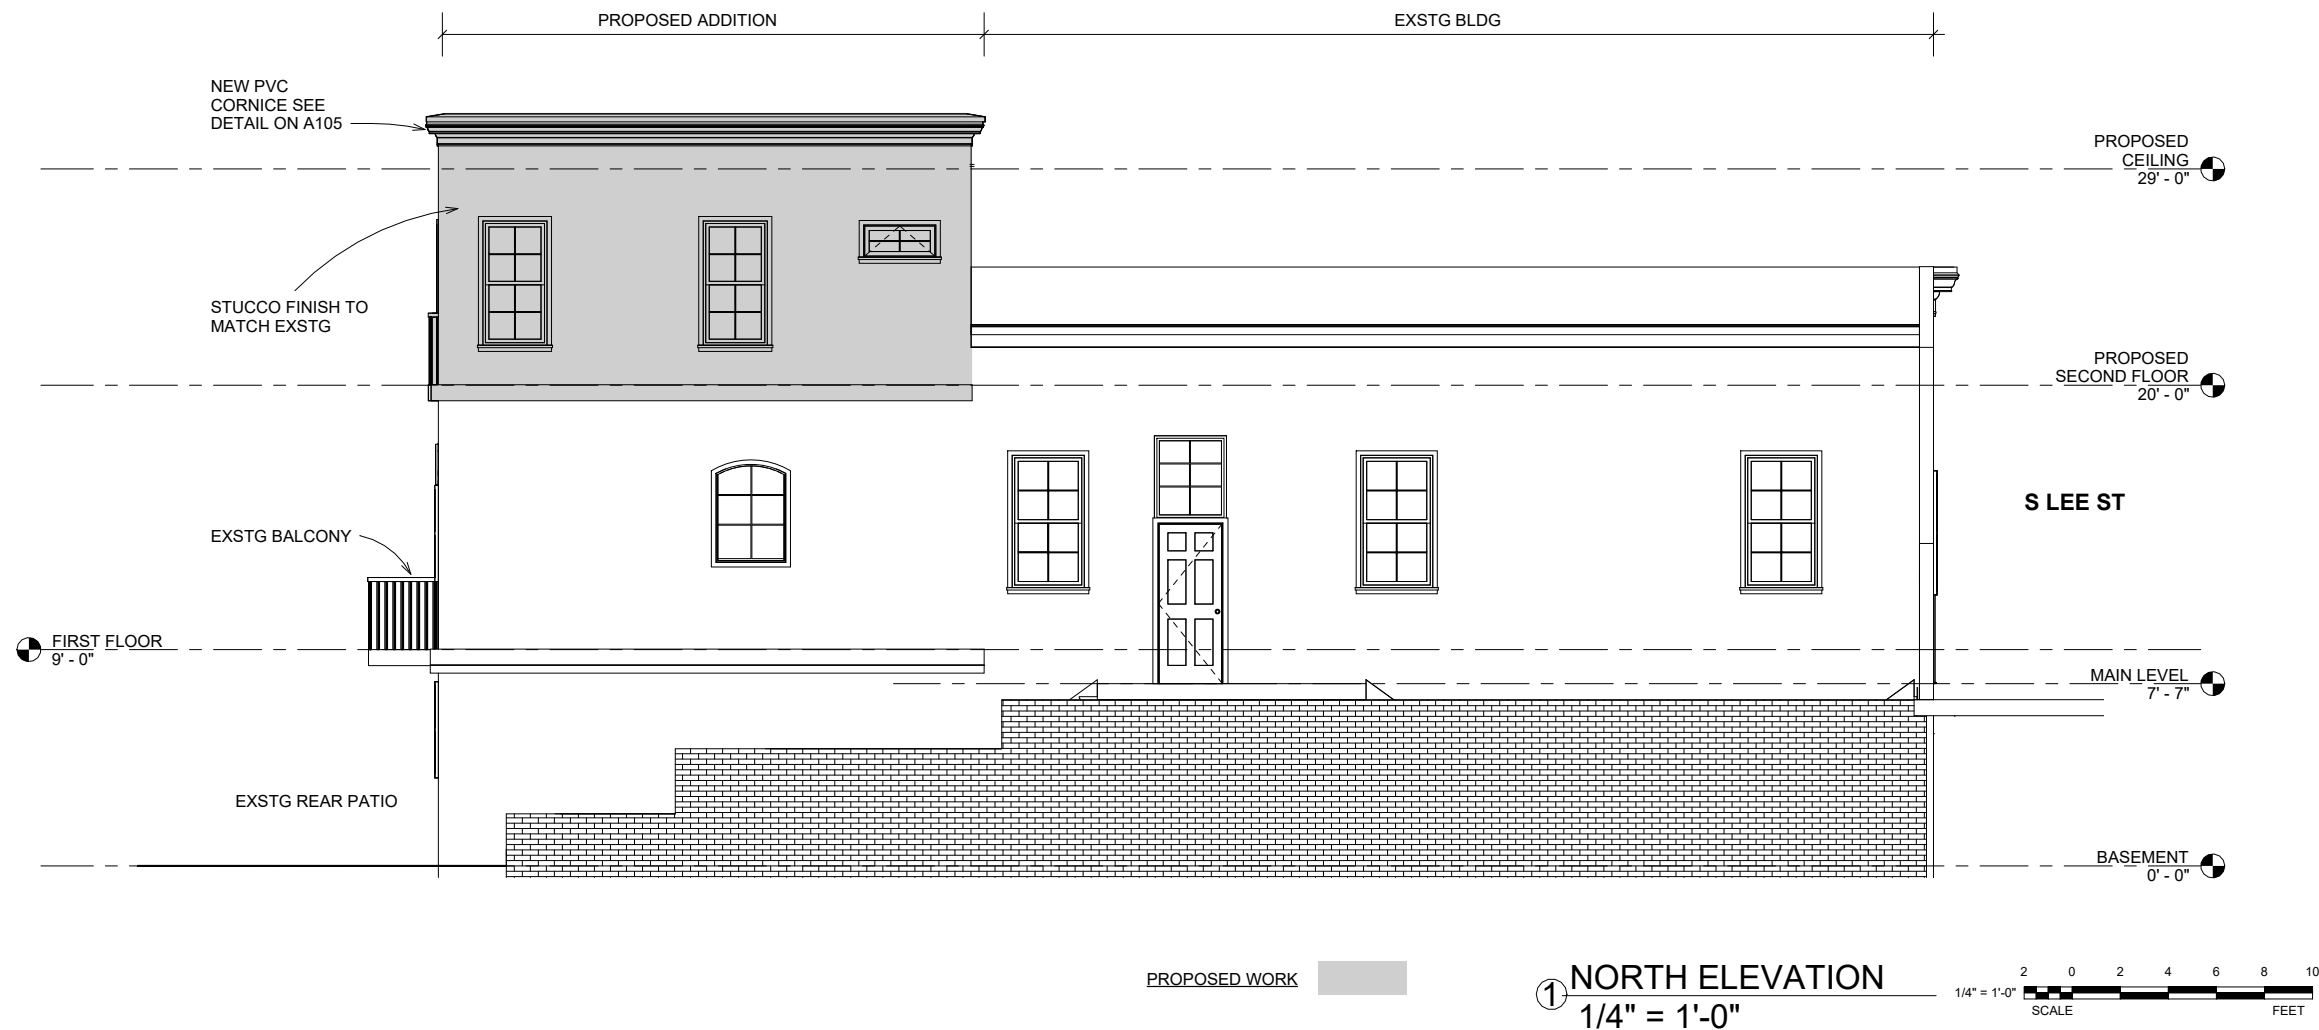 PROPOSED ADDITION
EXSTG BLDG
NEW PVC
CORNICE SEE
DETAIL ON A105
PROPOSED
CEILING
29' - 0"
STUCCO FINISH TO
MATCH EXSTG
PROPOSED
SECOND FLOOR
20' - 0"
S LEE ST
EXSTG BALCONY
FIRST FLOOR
9' - 0"
MAIN LEVEL
7' - 7"
EXSTG REAR PATIO
BASEMENT
0' - 0"
PROPOSED WORK
1
NORTH ELEVATION
1/4" = 1'-0"
2 0 2 4 6 8 10
1/4" = 1'-0"
SCALE FEET